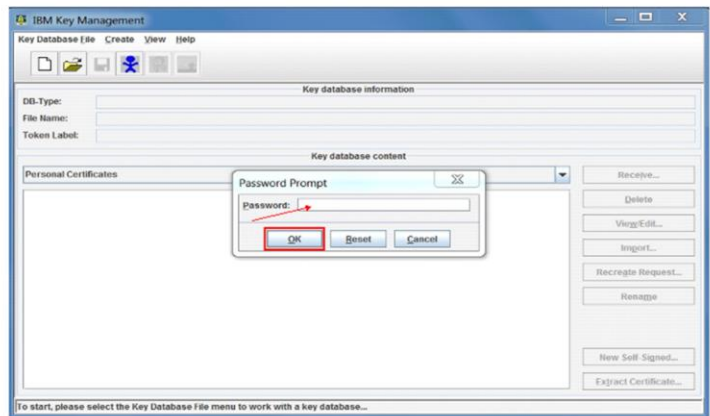 IBM Key Management
Key Database File Create View Help
Key database information
DB-Type:
File Name:
Token Label:
Key database content
Personal Certificates
Receive...
Delete
View/Edit...
Import...
Recreate Request...
Rename
New Self-Signed...
Extract Certificate...
Password Prompt
Password:
OK Reset Cancel
To start, please select the Key Database File menu to work with a key database...